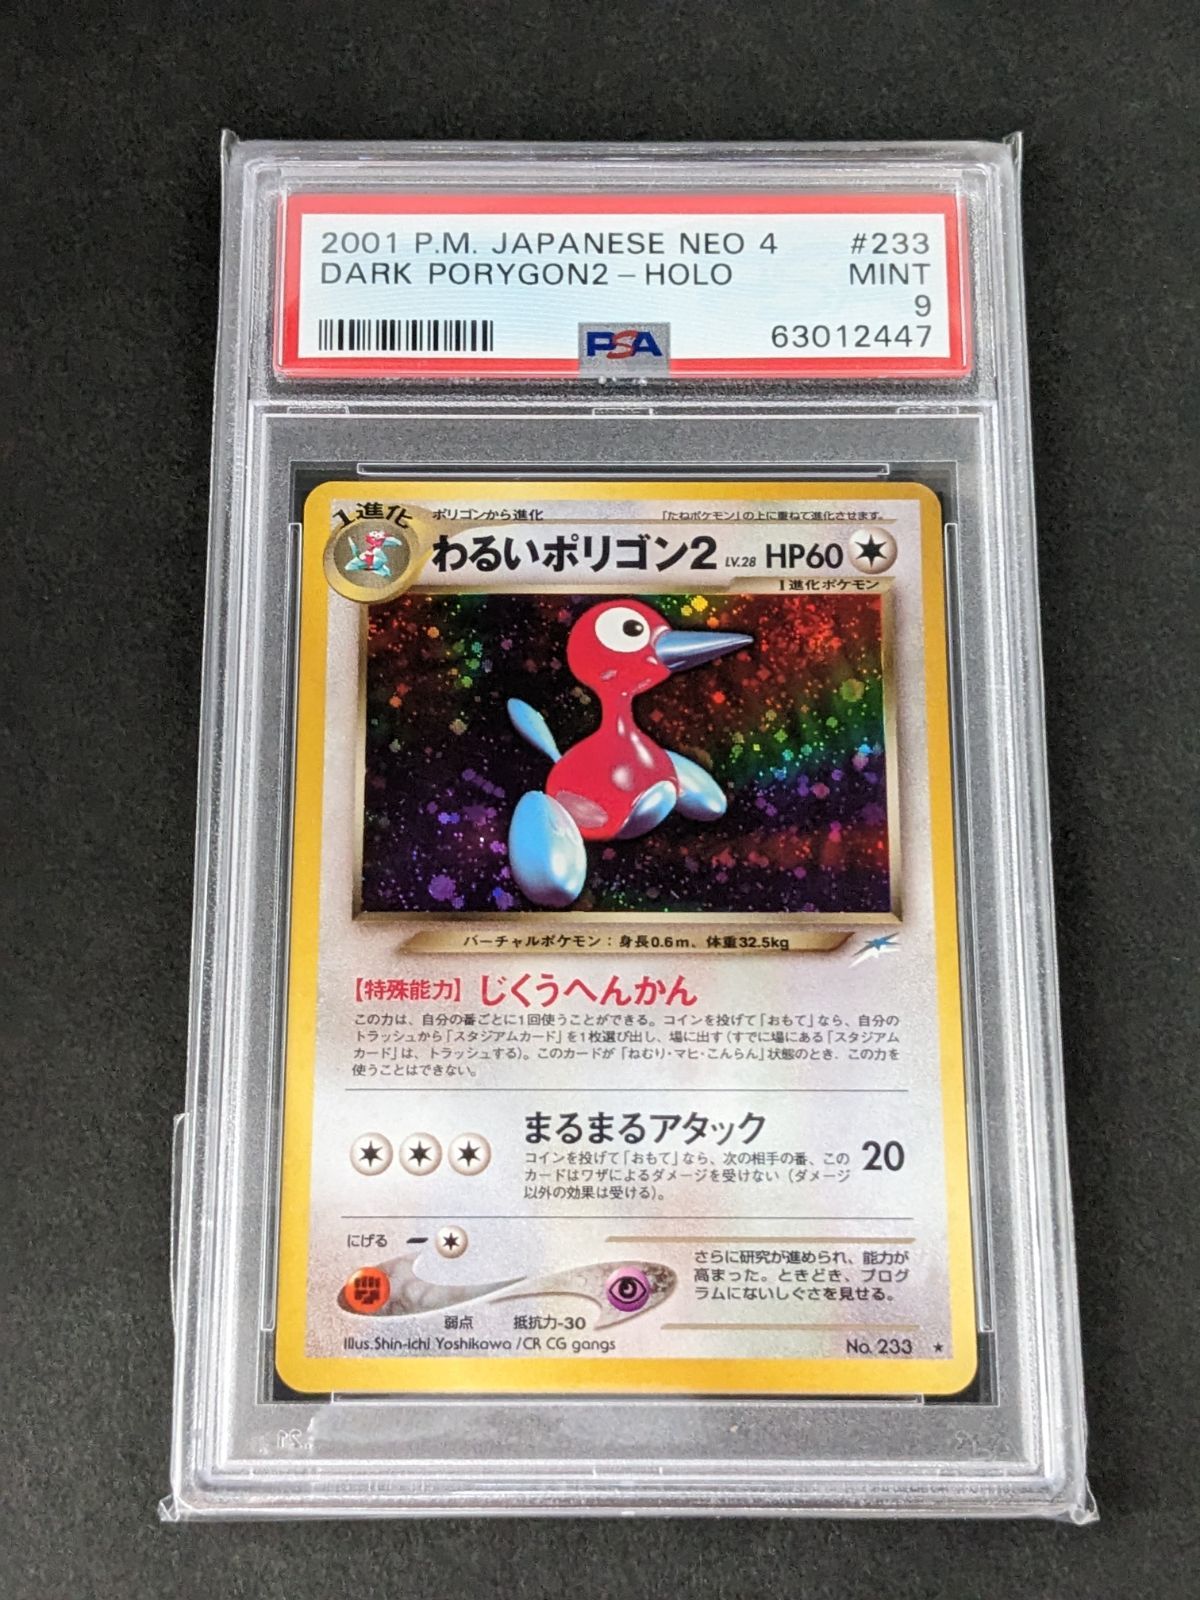 2001 P.M. JAPANESE NEO 4 #233
DARK PORYGON2 – HOLO MINT
9
PSA 63012447
1進化 ポリゴンから進化 「たねポケモン」の上に重ねて進化させます。
わるいポリゴン2 LV.28 HP60
1進化ポケモン
バーチャルポケモン：身長0.6m、体重32.5kg
【特殊能力】じくうへんかん
この力は、自分の番ごとに1回使うことができる。コインを投げて「おもて」なら、自分の
トラッシュから「スタジアムカード」を1枚選び出し、場に出す（すでに場にある「スタジアム
カード」は、トラッシュする）。このカードが「ねむり・マヒ・こんらん」状態のとき、この力を
使うことはできない。
まるまるアタック 20
コインを投げて「おもて」なら、次の相手の番、この
カードはワザによるダメージを受けない（ダメージ
以外の効果は受ける）。
にげる
さらに研究が進められ、能力が
高まった。ときどき、プログ
ラムにないしぐさを見せる。
弱点 抵抗力-30
Illus.Shin-ichi Yoshikawa /CR CG gangs No. 233 ★